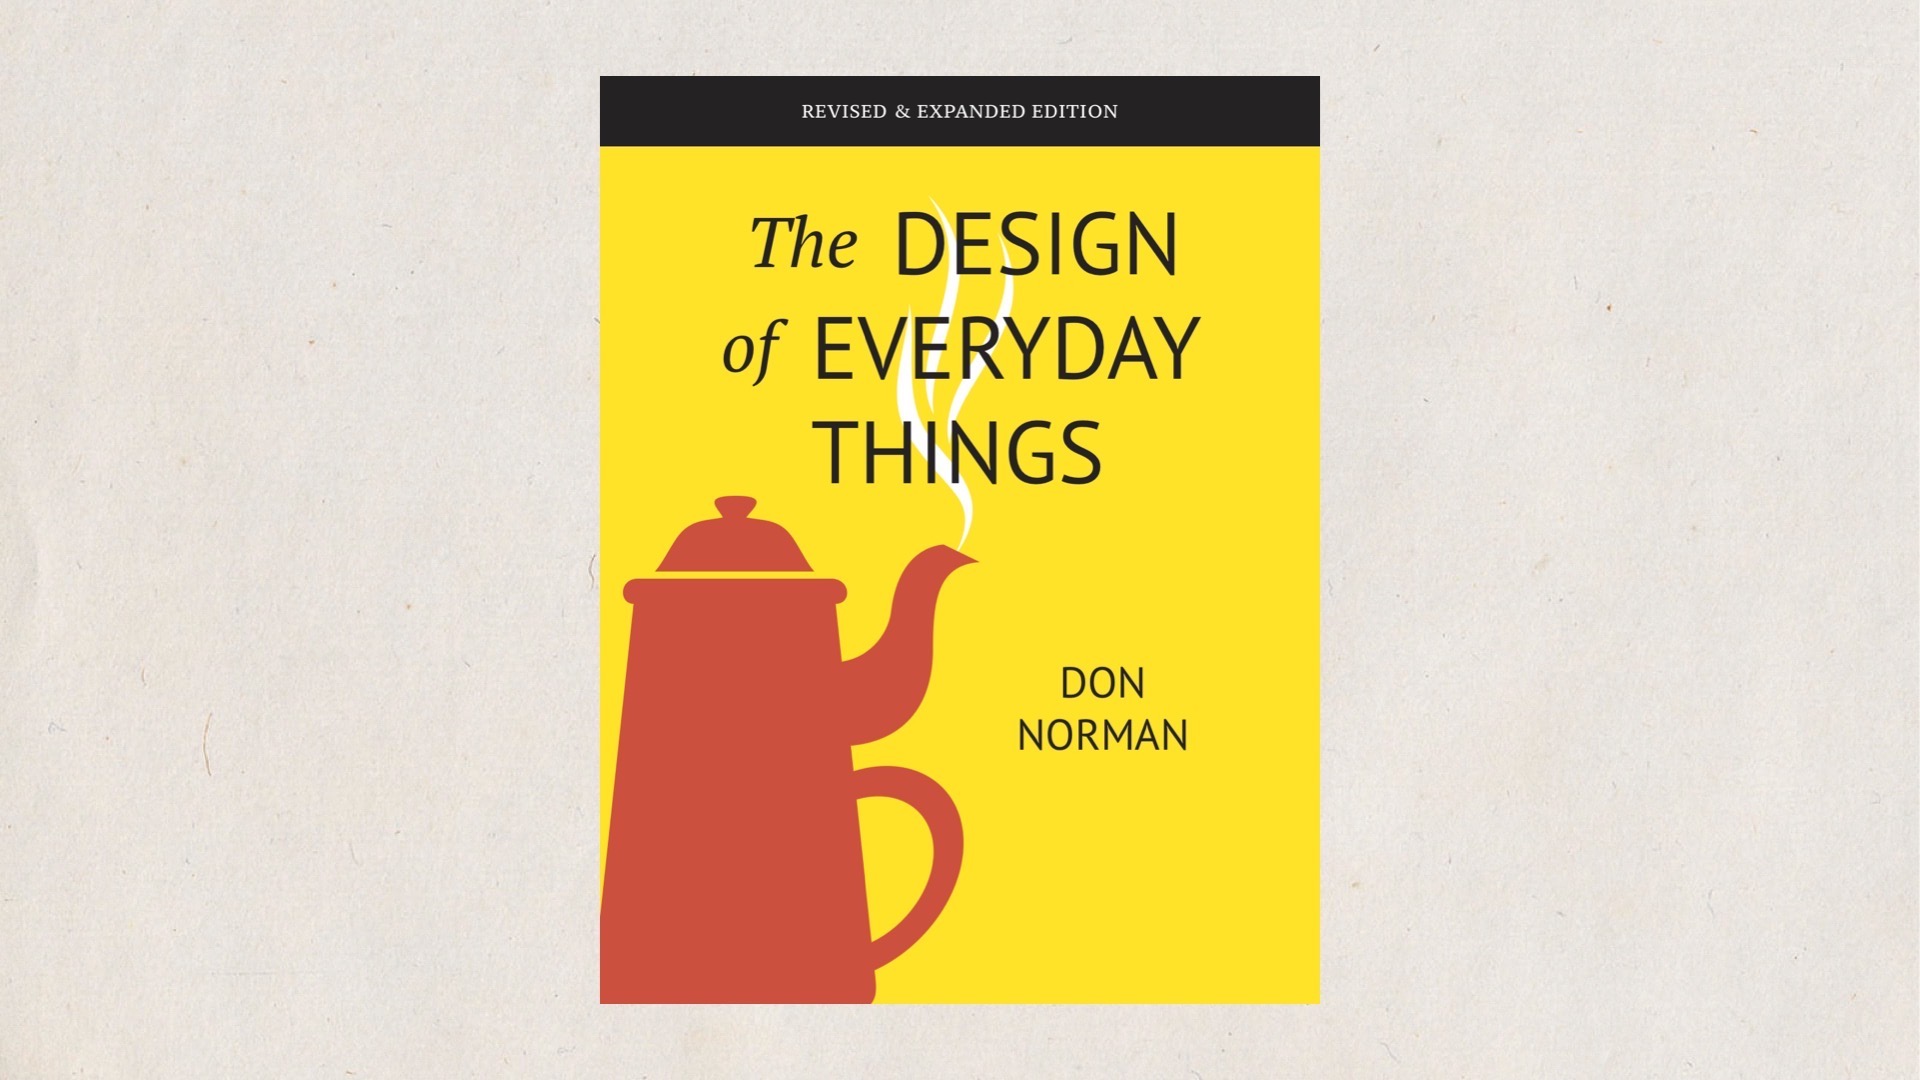 REVISED & EXPANDED EDITION
The DESIGN
of EVERYDAY
THINGS
DON
NORMAN